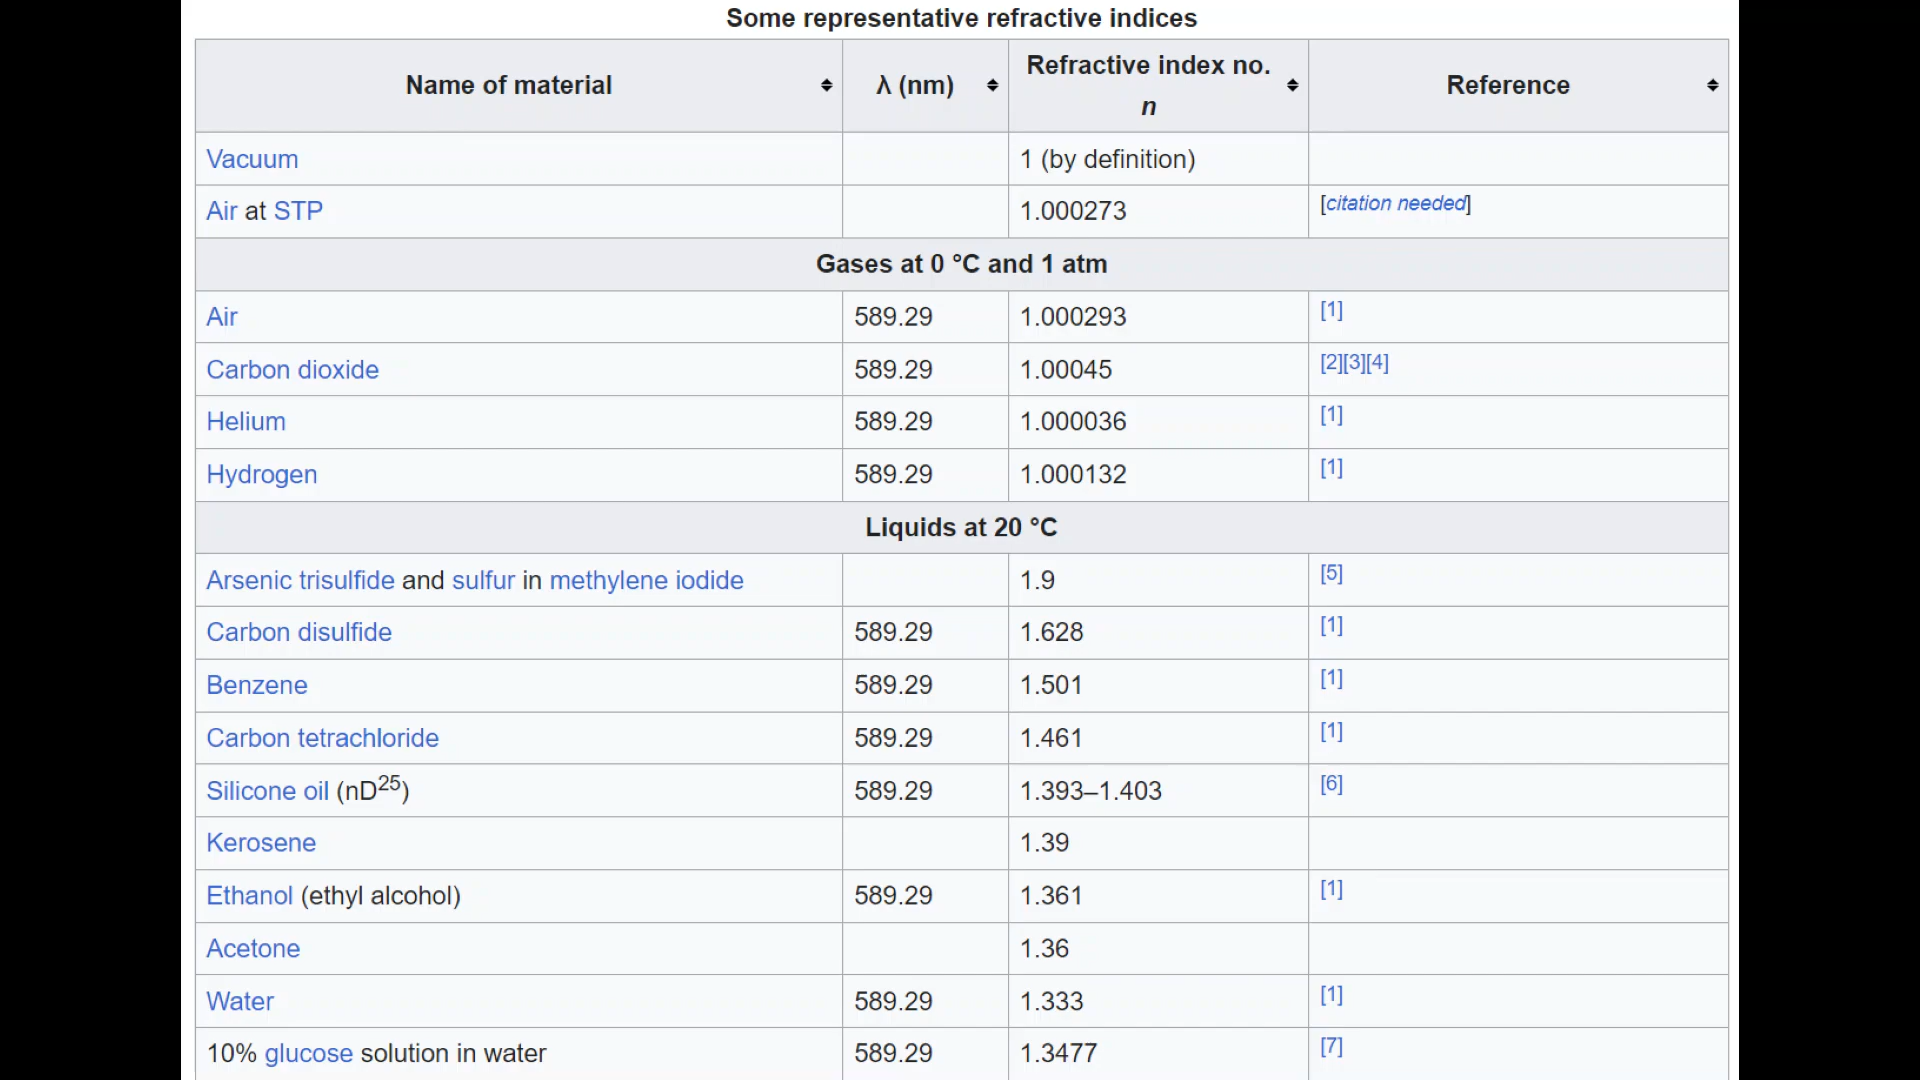 Some representative refractive indices
Name of material λ (nm) Refractive index no. n Reference
Vacuum 1 (by definition)
Air at STP 1.000273 [citation needed]
Gases at 0 °C and 1 atm
Air 589.29 1.000293 [1]
Carbon dioxide 589.29 1.00045 [2][3][4]
Helium 589.29 1.000036 [1]
Hydrogen 589.29 1.000132 [1]
Liquids at 20 °C
Arsenic trisulfide and sulfur in methylene iodide 1.9 [5]
Carbon disulfide 589.29 1.628 [1]
Benzene 589.29 1.501 [1]
Carbon tetrachloride 589.29 1.461 [1]
Silicone oil (nD25) 589.29 1.393–1.403 [6]
Kerosene 1.39
Ethanol (ethyl alcohol) 589.29 1.361 [1]
Acetone 1.36
Water 589.29 1.333 [1]
10% glucose solution in water 589.29 1.3477 [7]